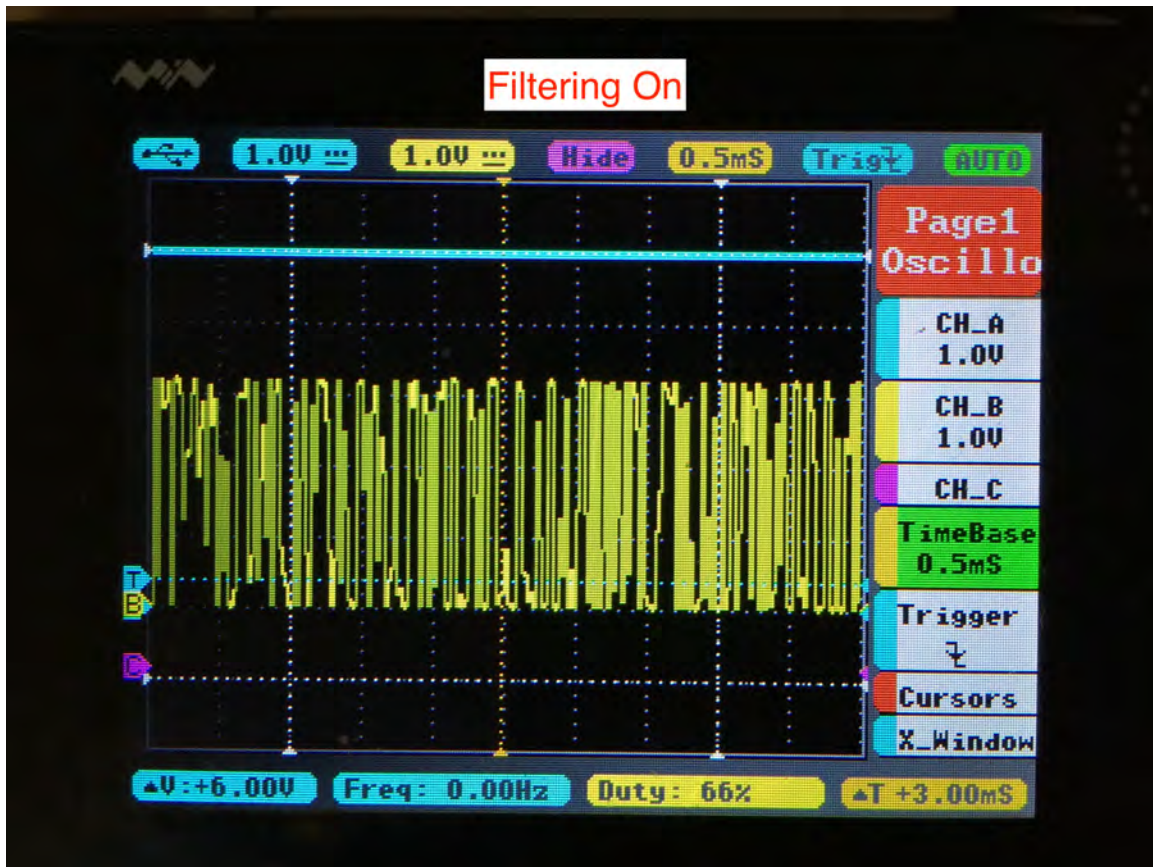 Filtering On
1.0V 1.0V Hide 0.5mS Trig AUTO
Page1
Oscillo
CH_A
1.0V
CH_B
1.0V
CH_C
TimeBase
0.5mS
Trigger
Cursors
X_Window
T
B
C
▲V:+6.00V Freq: 0.00Hz Duty: 66% ▲T +3.00mS